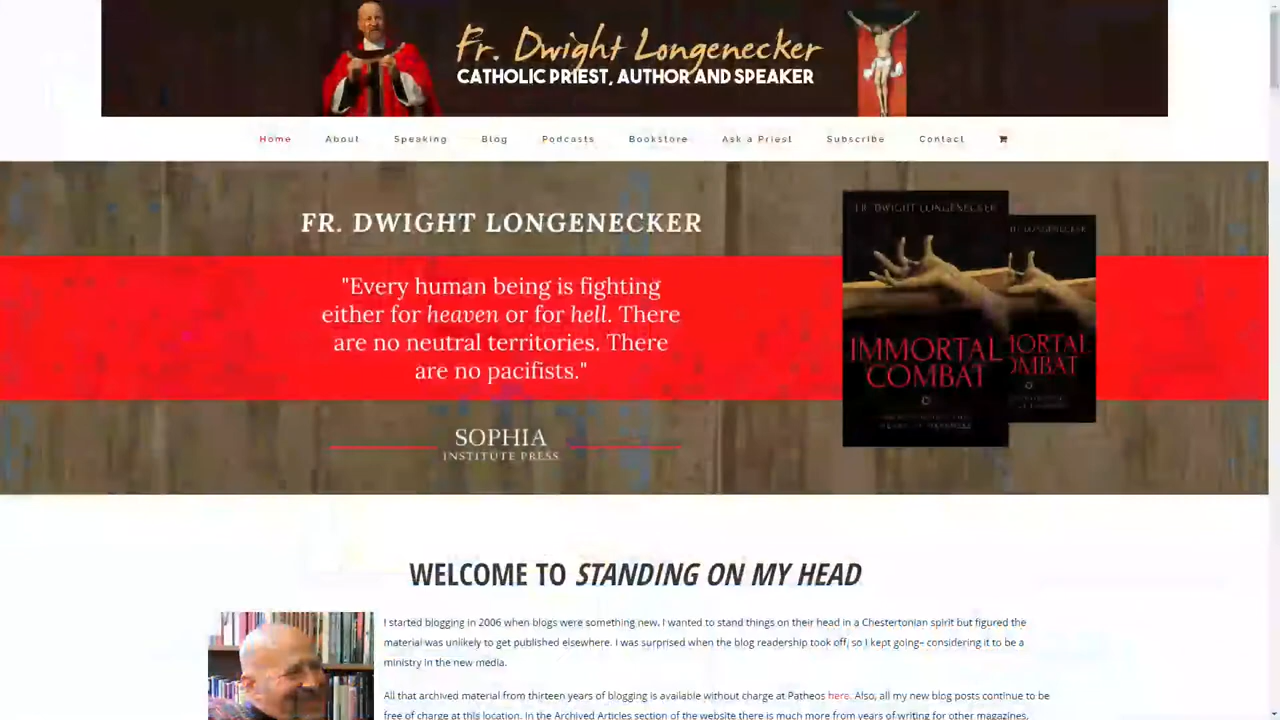 Fr. Dwight Longenecker
CATHOLIC PRIEST, AUTHOR AND SPEAKER
Home About Speaking Blog Podcasts Bookstore Ask a Priest Subscribe Contact
FR. DWIGHT LONGENECKER
"Every human being is fighting
either for heaven or for hell. There
are no neutral territories. There
are no pacifists."
SOPHIA
INSTITUTE PRESS
FR. DWIGHT LONGENECKER
IMMORTAL
COMBAT
LONGENECKER
MORTAL
OMBAT
WELCOME TO STANDING ON MY HEAD
I started blogging in 2006 when blogs were something new. I wanted to stand things on their head in a Chestertonian spirit but figured the
material was unlikely to get published elsewhere. I was surprised when the blog readership took off, so I kept going– considering it to be a
ministry in the new media.
All that archived material from thirteen years of blogging is available without charge at Patheos here. Also, all my new blog posts continue to be
free of charge at this location. In the Archived Articles section of the website there is much more from years of writing for other magazines,